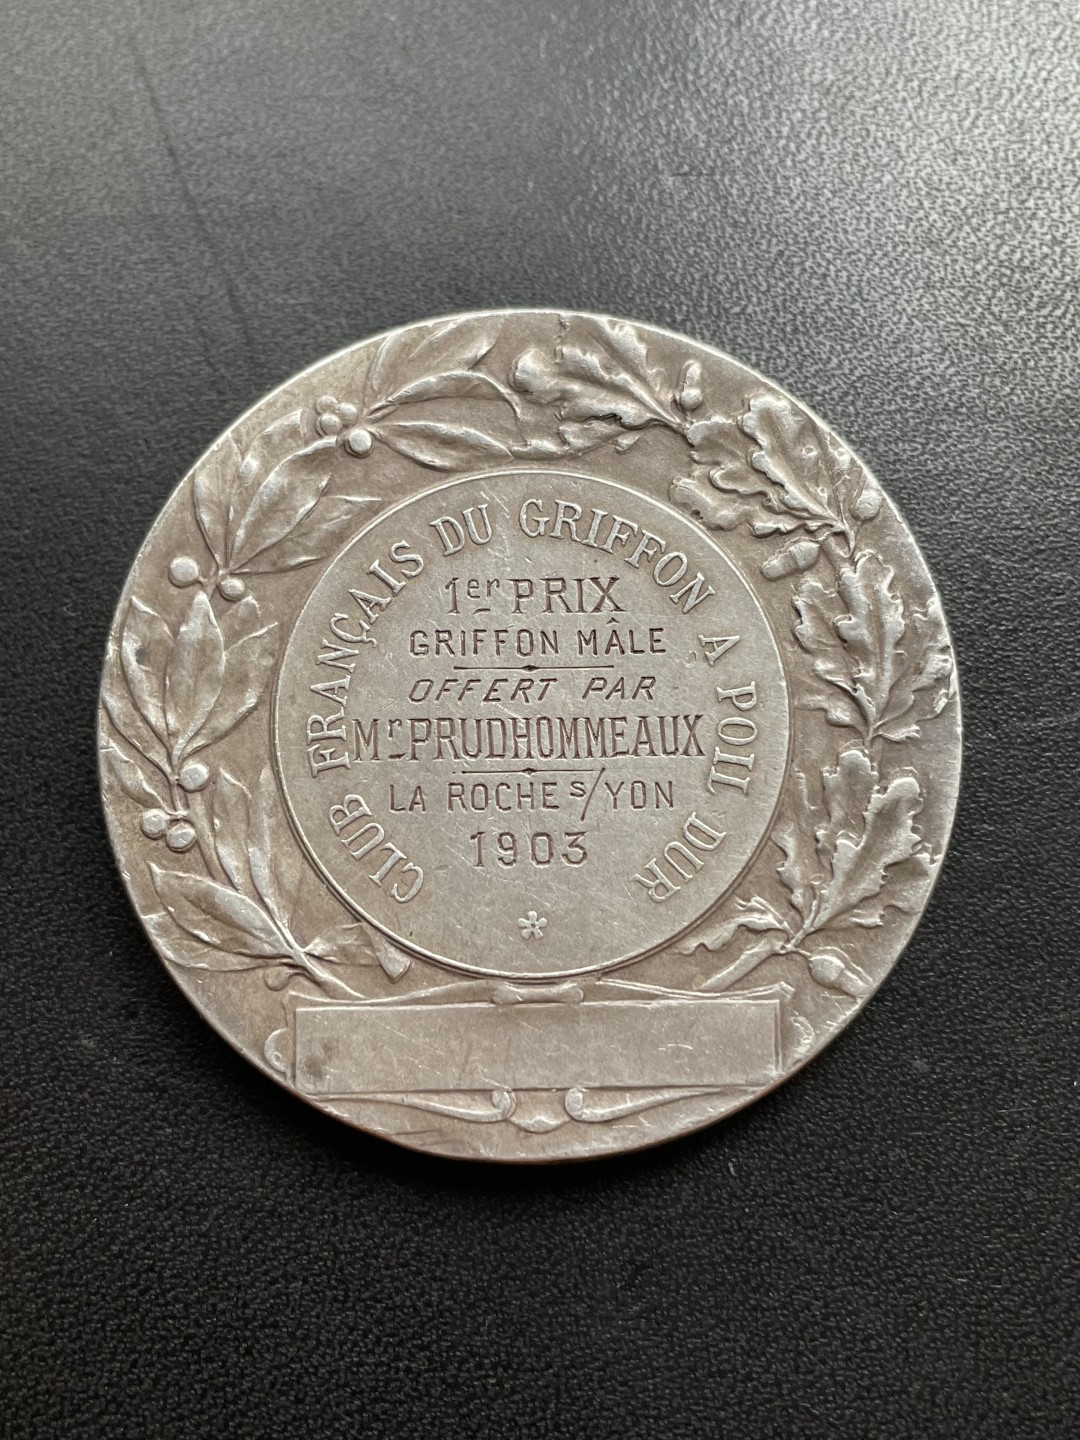 CLUB FRANÇAIS DU GRIFFON A POIL DUR
1er PRIX
GRIFFON MÂLE
OFFERT PAR
Mr PRUDHOMMEAUX
LA ROCHE S/YON
1903